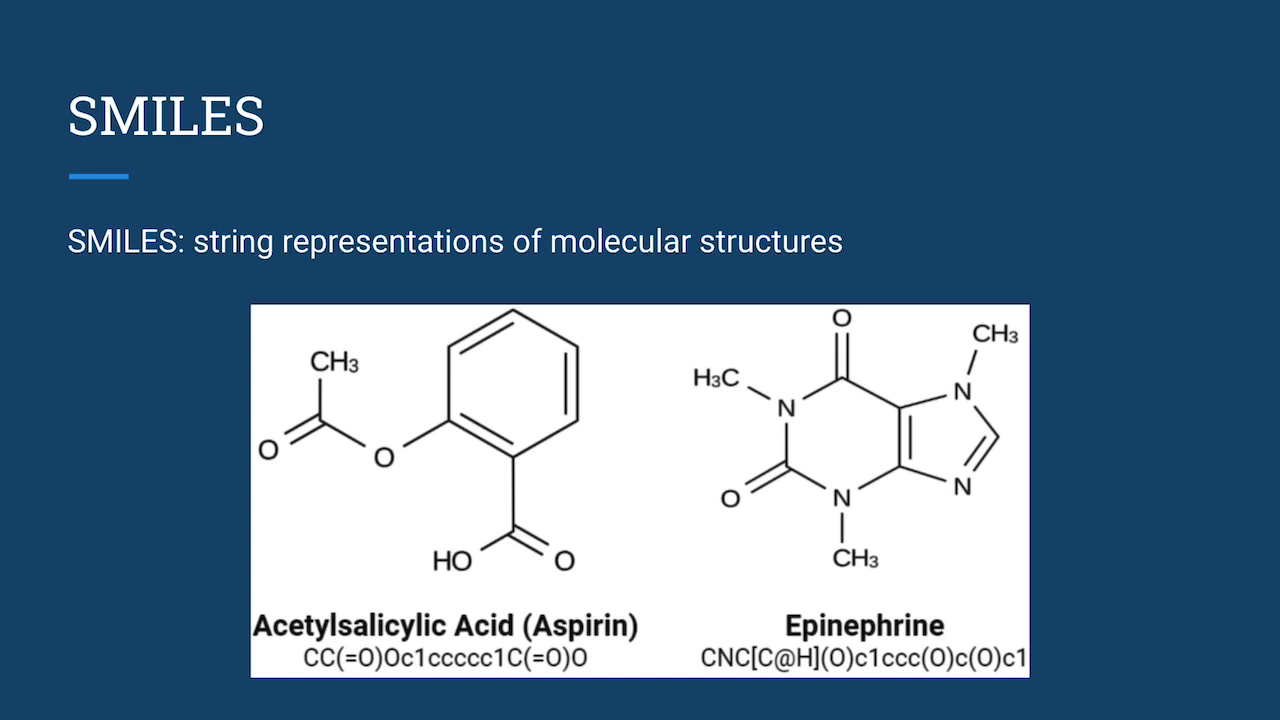 SMILES
SMILES: string representations of molecular structures
CH₃
O
O
HO
O
O
CH₃
H₃C
N
N
O
N
N
CH₃
Acetylsalicylic Acid (Aspirin)
CC(=O)Oc1ccccc1C(=O)O
Epinephrine
CNC[C@H](O)c1ccc(O)c(O)c1